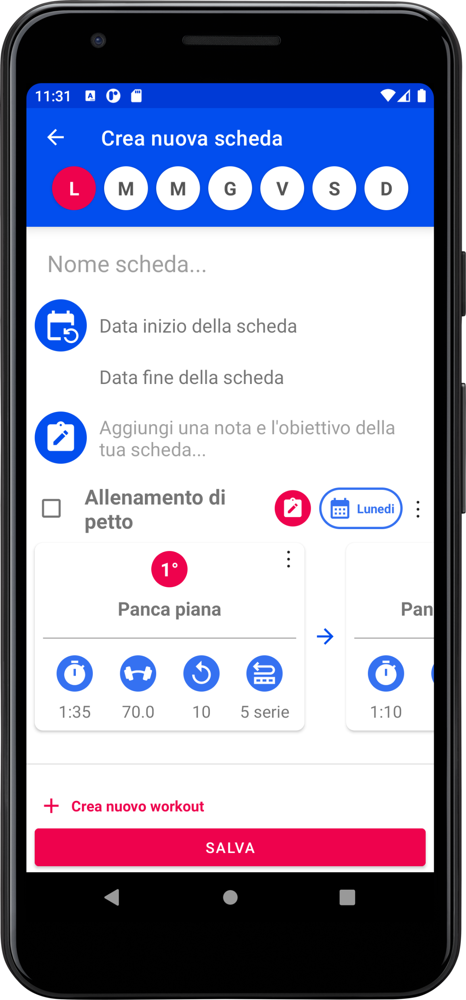 11:31
Crea nuova scheda
L M M G V S D
Nome scheda...
Data inizio della scheda
Data fine della scheda
Aggiungi una nota e l'obiettivo della
tua scheda...
Allenamento di
petto
Lunedi
1°
Panca piana
Pan
1:35 70.0 10 5 serie
1:10
Crea nuovo workout
SALVA